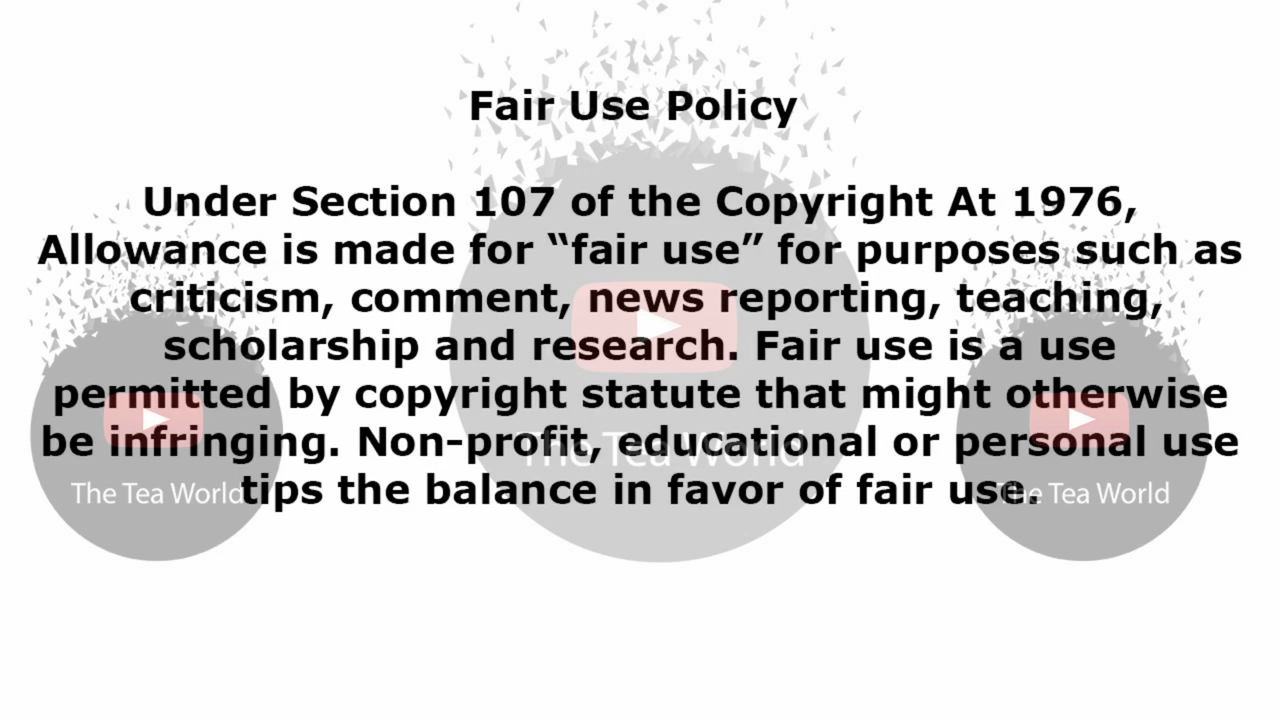 Fair Use Policy
Under Section 107 of the Copyright At 1976,
Allowance is made for “fair use” for purposes such as
criticism, comment, news reporting, teaching,
scholarship and research. Fair use is a use
permitted by copyright statute that might otherwise
be infringing. Non-profit, educational or personal use
tips the balance in favor of fair use.
The Tea World
The Tea World
The Tea World